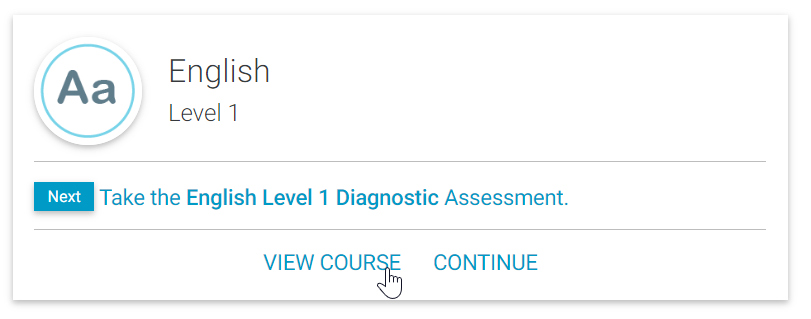 Aa
English
Level 1
Next Take the English Level 1 Diagnostic Assessment.
VIEW COURSE CONTINUE